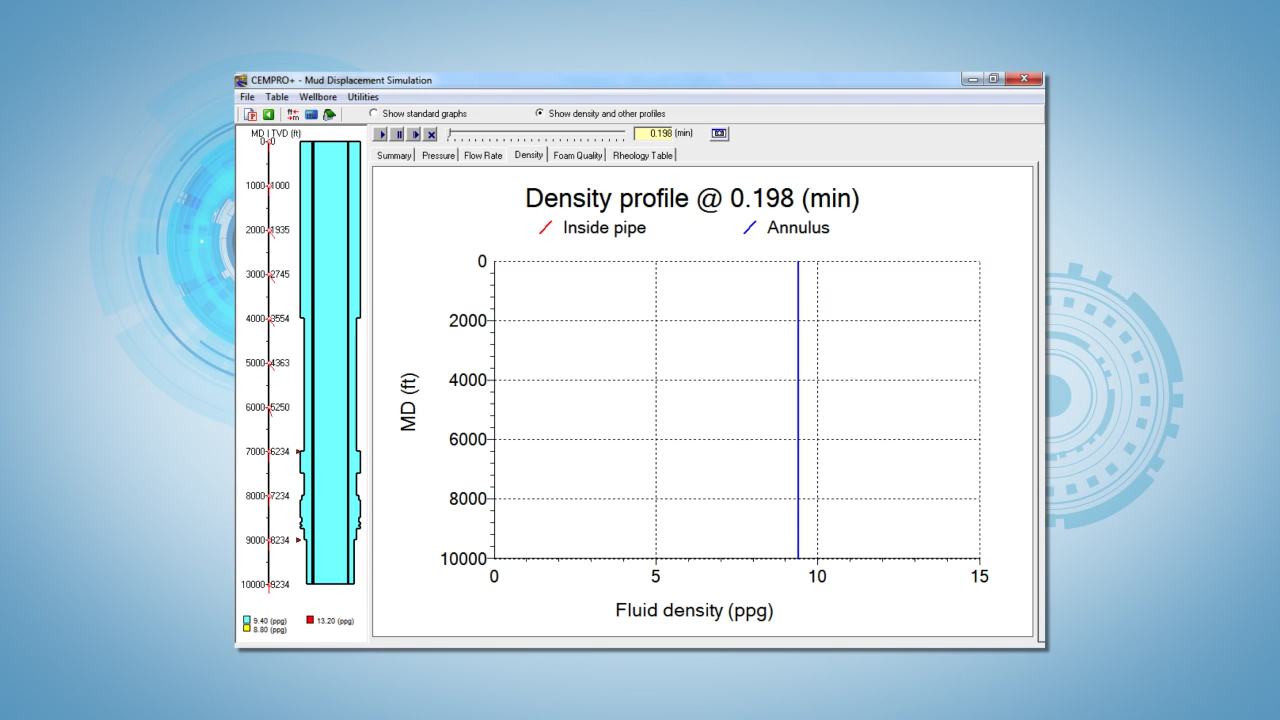 CEMPRO+ - Mud Displacement Simulation
File Table Wellbore Utilities
Show standard graphs Show density and other profiles
0.198 (min)
Summary Pressure Flow Rate Density Foam Quality Rheology Table
MD | TVD (ft)
0 0
1000 1000
2000 1935
3000 2745
4000 3554
5000 4363
6000 5250
7000 6234
8000 7234
9000 8234
10000 9234
9.40 (ppg) 13.20 (ppg)
8.80 (ppg)
Density profile @ 0.198 (min)
Inside pipe Annulus
MD (ft)
0
2000
4000
6000
8000
10000
0 5 10 15
Fluid density (ppg)